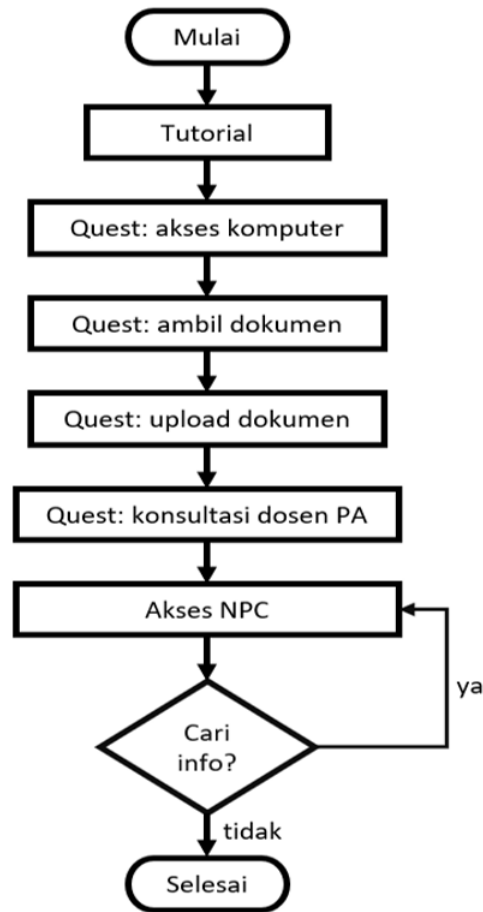 Mulai
Tutorial
Quest: akses komputer
Quest: ambil dokumen
Quest: upload dokumen
Quest: konsultasi dosen PA
Akses NPC
Cari
info?
ya
tidak
Selesai